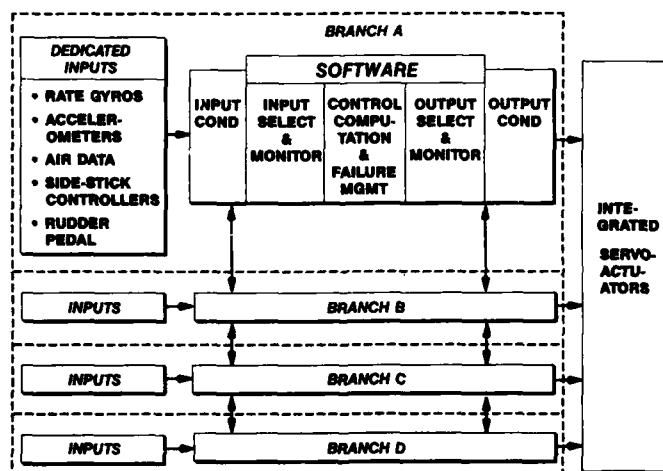 BRANCH A
DEDICATED
INPUTS
• RATE GYROS
• ACCELER-
OMETERS
• AIR DATA
• SIDE-STICK
CONTROLLERS
• RUDDER
PEDAL
SOFTWARE
INPUT
COND
INPUT
SELECT
&
MONITOR
CONTROL
COMPU-
TATION
&
FAILURE
MGMT
OUTPUT
SELECT
&
MONITOR
OUTPUT
COND
INTE-
GRATED
SERVO-
ACTU-
ATORS
INPUTS
BRANCH B
INPUTS
BRANCH C
INPUTS
BRANCH D